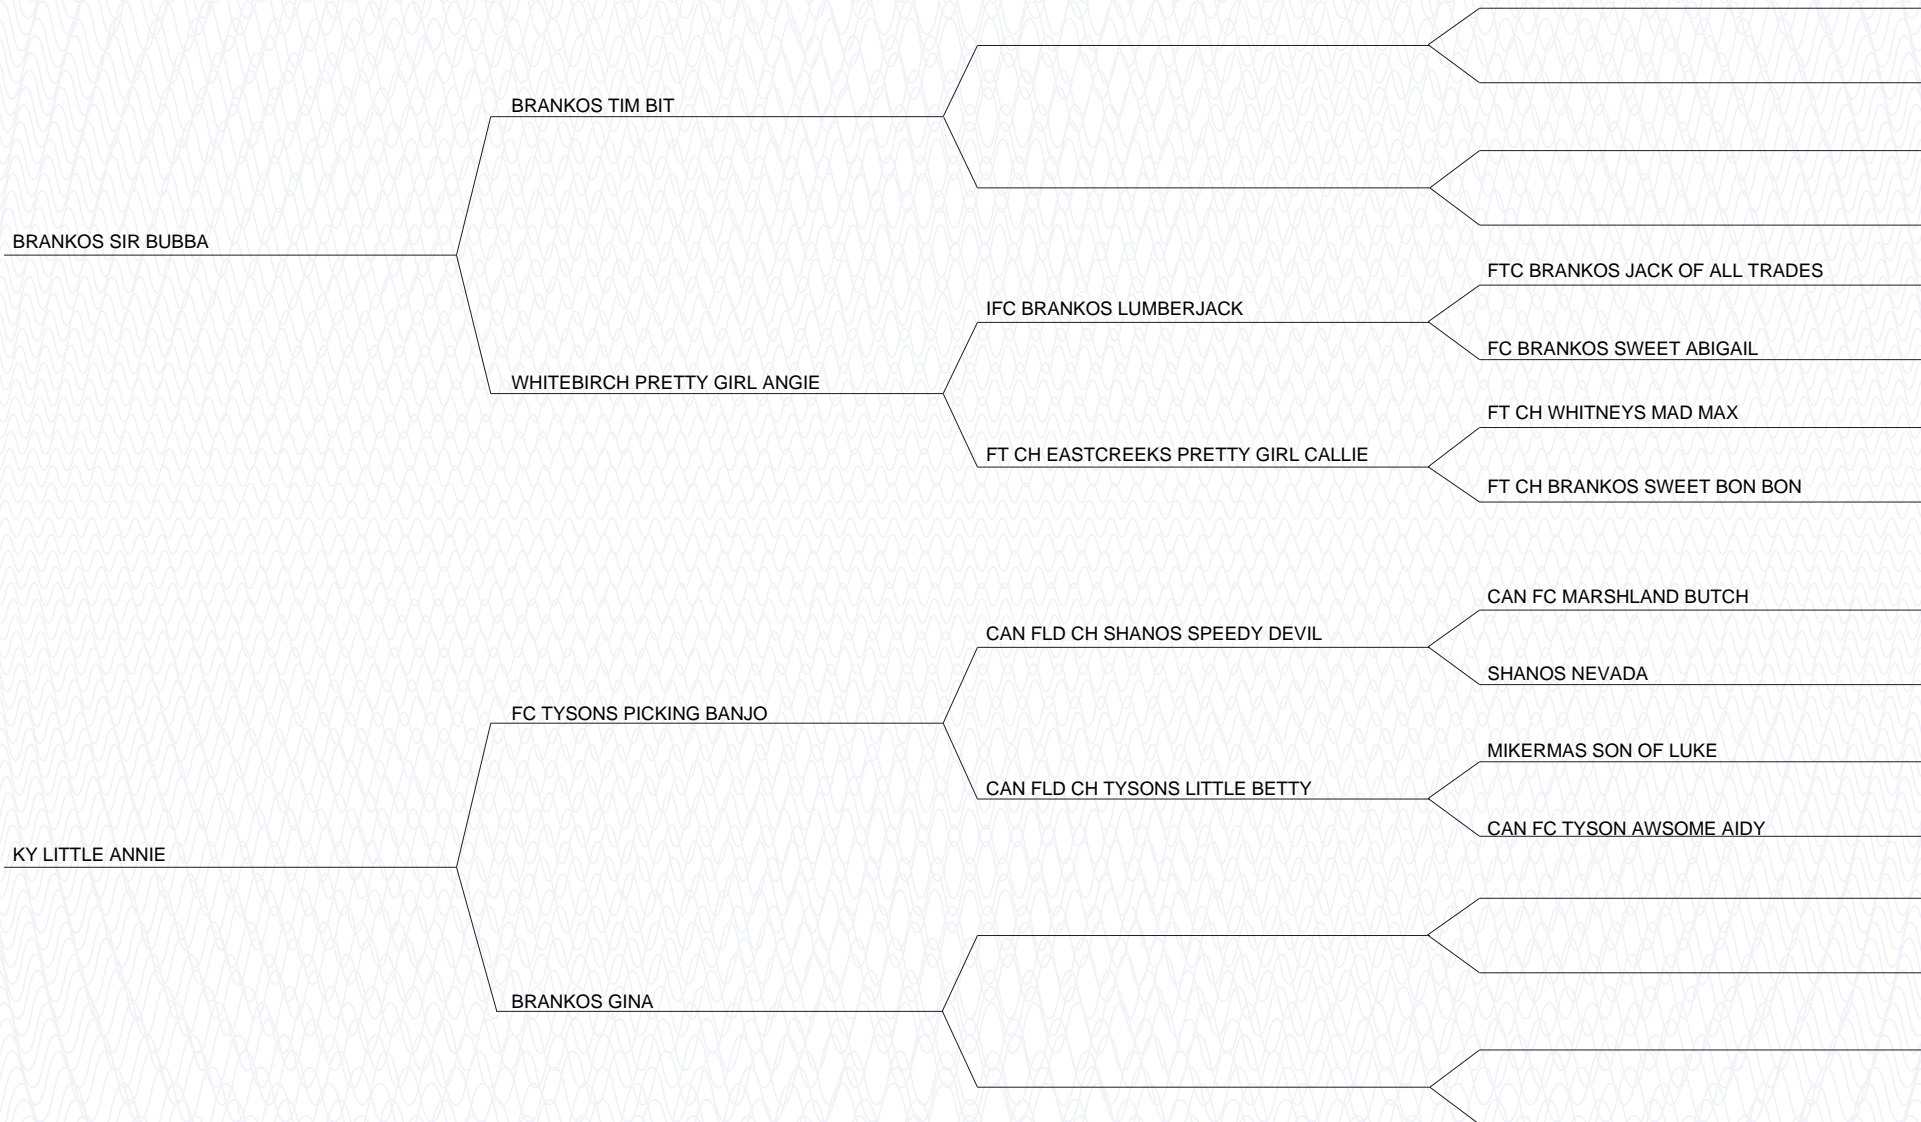 BRANKOS TIM BIT
BRANKOS SIR BUBBA
FTC BRANKOS JACK OF ALL TRADES
IFC BRANKOS LUMBERJACK
FC BRANKOS SWEET ABIGAIL
WHITEBIRCH PRETTY GIRL ANGIE
FT CH WHITNEYS MAD MAX
FT CH EASTCREEKS PRETTY GIRL CALLIE
FT CH BRANKOS SWEET BON BON
CAN FC MARSHLAND BUTCH
CAN FLD CH SHANOS SPEEDY DEVIL
SHANOS NEVADA
FC TYSONS PICKING BANJO
MIKERMAS SON OF LUKE
CAN FLD CH TYSONS LITTLE BETTY
CAN FC TYSON AWSOME AIDY
KY LITTLE ANNIE
BRANKOS GINA